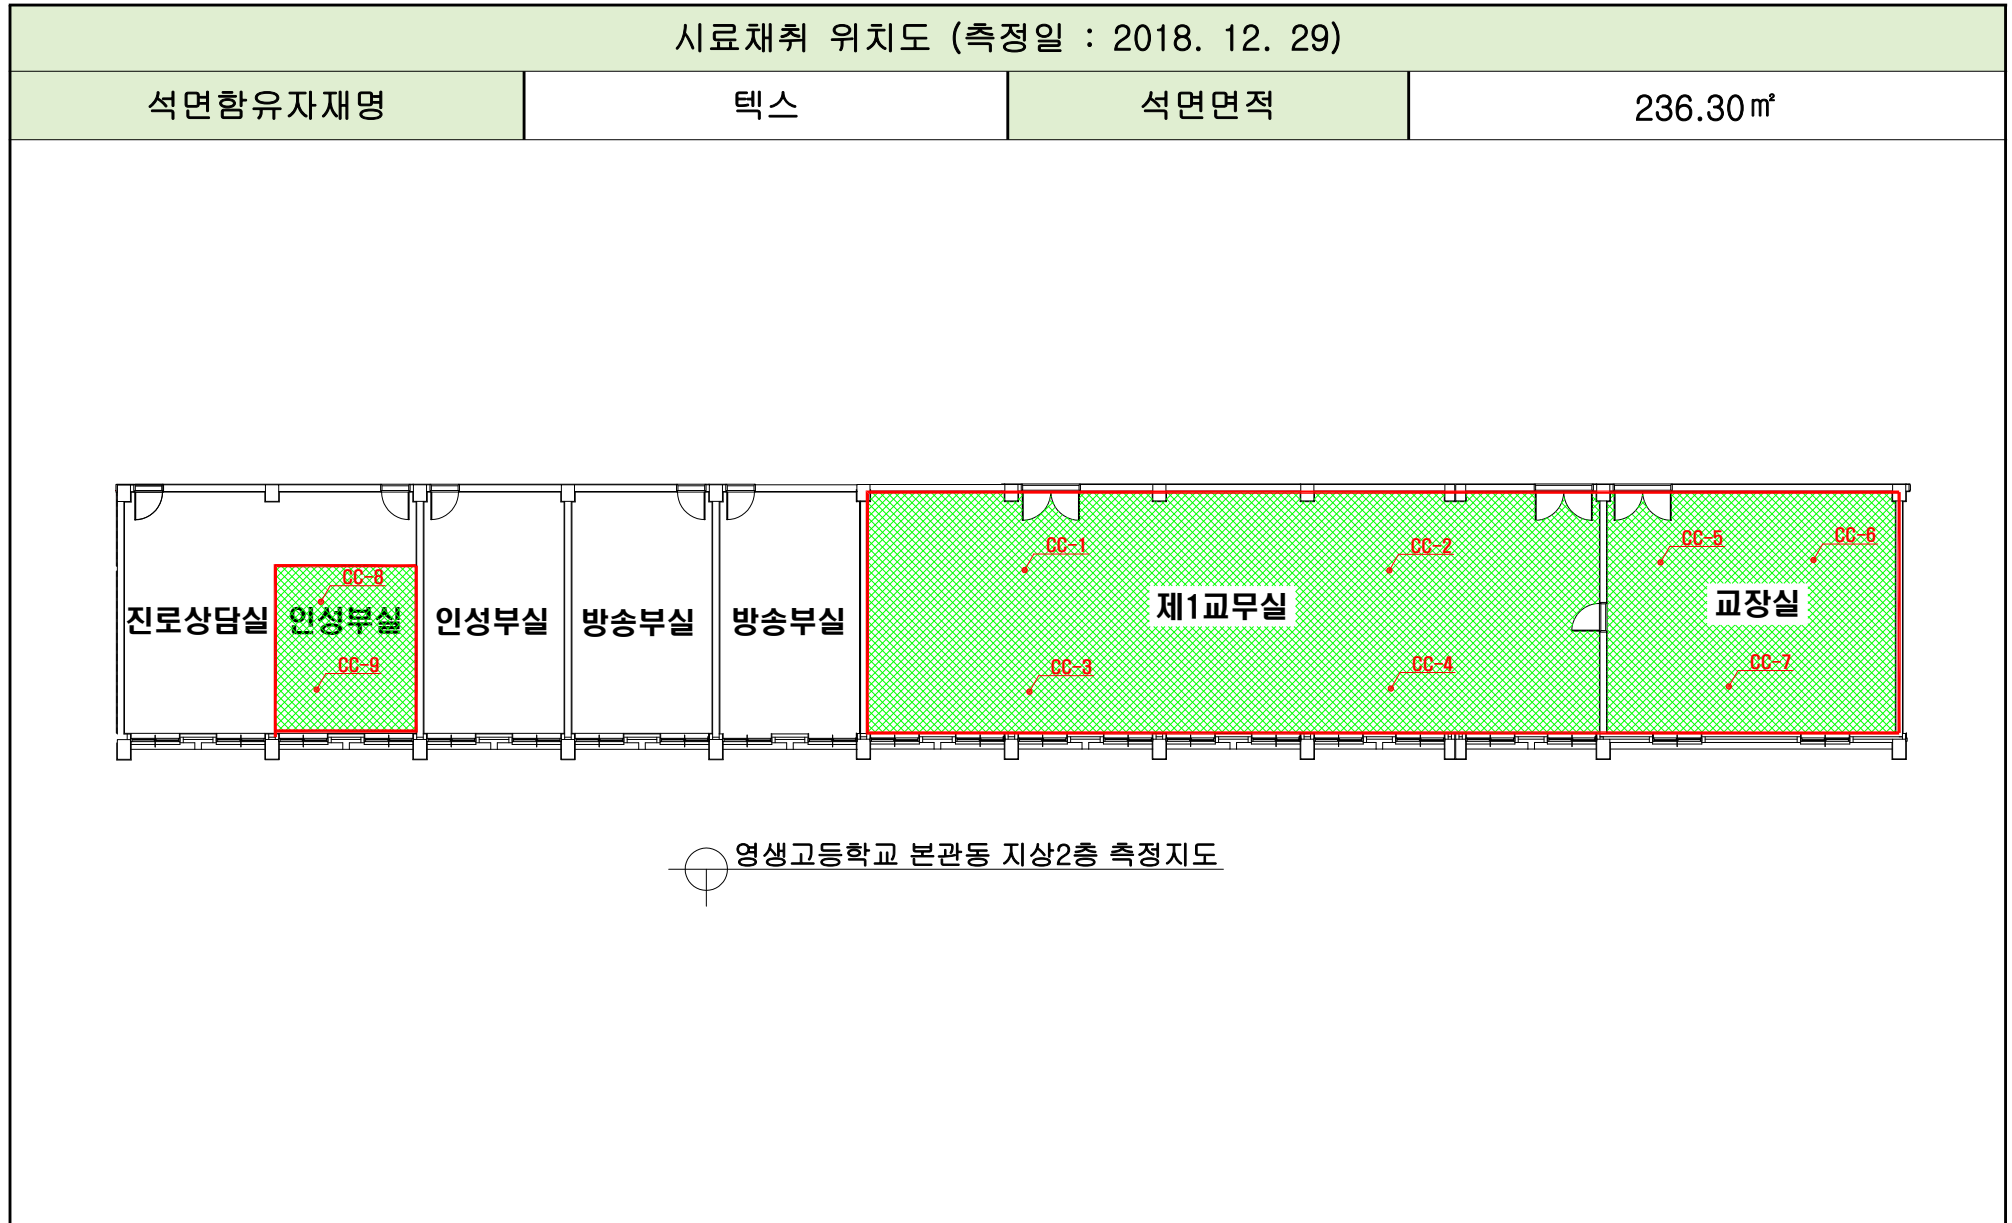 시료채취 위치도 (측정일 : 2018. 12. 29)
석면함유자재명 텍스 석면면적 236.30㎡
CC-1 CC-2 CC-5 CC-6
CC-8
진로상담실 인성부실 인성부실 방송부실 방송부실 제1교무실 교장실
CC-9 CC-3 CC-4 CC-7
영생고등학교 본관동 지상2층 측정지도